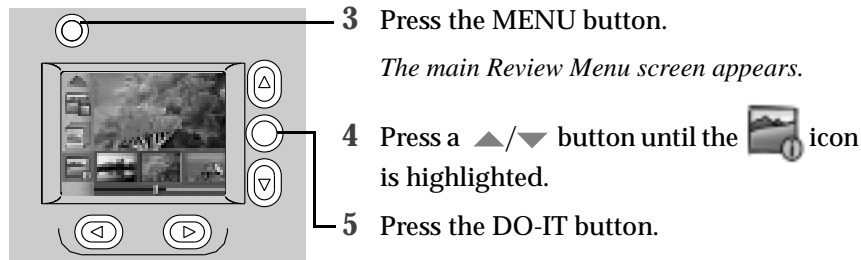 3 Press the MENU button.
The main Review Menu screen appears.
4 Press a ▲/▼ button until the icon
is highlighted.
5 Press the DO-IT button.